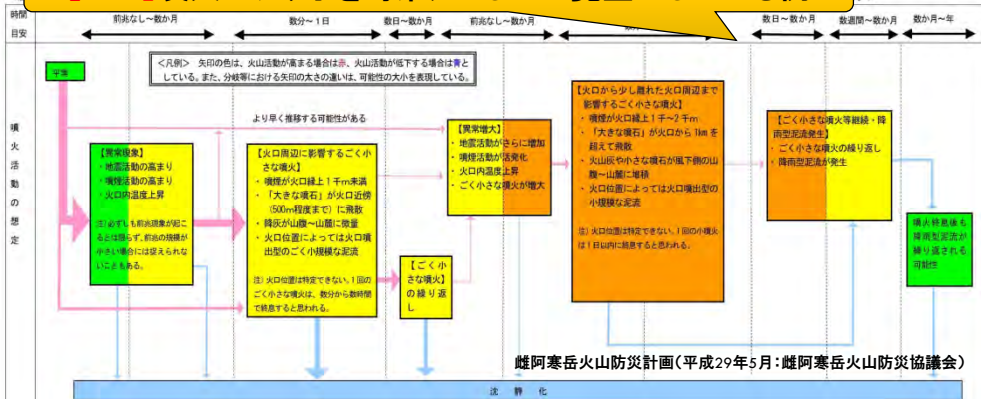 時間
目安
前兆なし～数か月
数分～1日
数日～数か月
前兆なし～数か月
数日～数か月
数週間～数か月
数か月～年
＜凡例＞ 矢印の色は、火山活動が高まる場合は赤、火山活動が低下する場合は青と
している。また、分岐等における矢印の太さの違いは、可能性の大小を表現している。
噴火活動の想定
平常
より早く推移する可能性がある
【異常現象】
・地震活動の高まり
・噴煙活動の高まり
・火口内温度上昇
注）必ずしも前兆現象が起こ
るとは限らず、前兆の規模が
小さい場合には捉えられな
いこともある。
【火口周辺に影響するごく小
さな噴火】
・噴煙が火口縁上1千m未満
・「大きな噴石」が火口近傍
（500m程度まで）に飛散
・降灰が山腹～山麓に微量
・火口位置によっては火口噴
出型のごく小規模な泥流
注）火口位置は特定できない。1回の
ごく小さな噴火は、数分から数時間
で終息すると思われる。
【ごく小
さな噴火】
の繰り返
し
【異常増大】
・地震活動がさらに増加
・噴煙活動が活発化
・火口内温度上昇
・ごく小さな噴火が増大
【火口から少し離れた火口周辺まで
影響するごく小さな噴火】
・噴煙が火口縁上1千～2千m
・「大きな噴石」が火口から1kmを
超えて飛散
・火山灰や小さな噴石が風下側の山
腹～山麓に堆積
・火口位置によっては火口噴出型の
小規模な泥流
注）火口位置は特定できない。1回の小噴火
は1日以内に終息すると思われる。
【ごく小さな噴火等継続・降
雨型泥流発生】
・ごく小さな噴火の繰り返し
・降雨型泥流が発生
噴火終息後も
降雨型泥流が
繰り返される
可能性
雌阿寒岳火山防災計画（平成29年5月：雌阿寒岳火山防災協議会）
沈静化